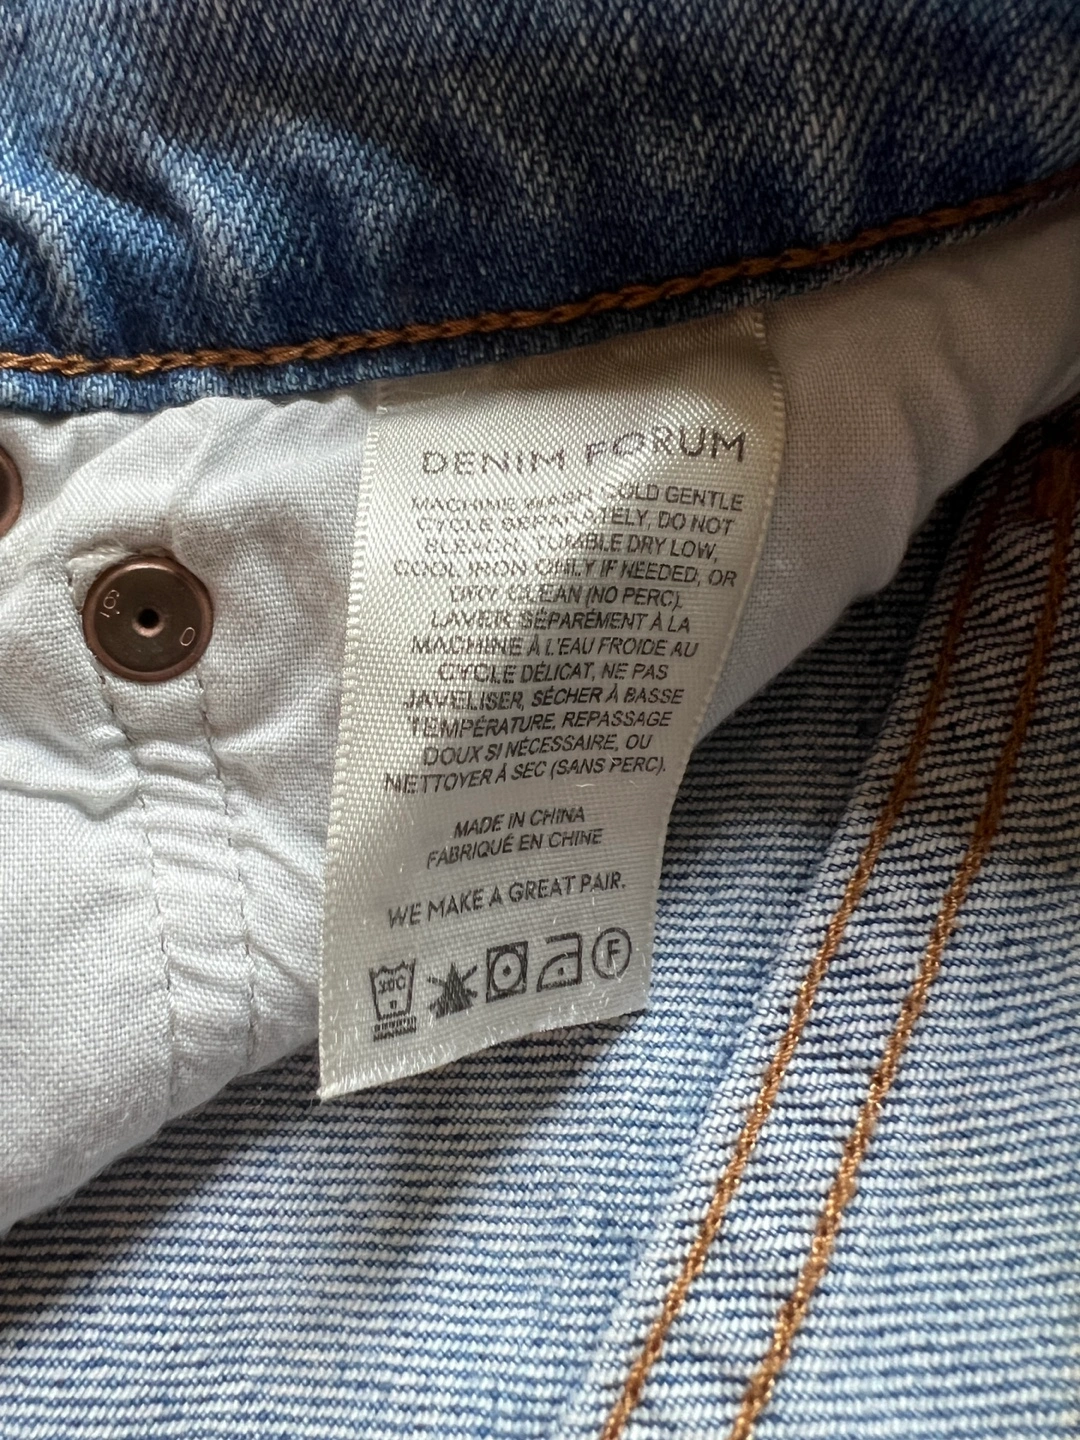 DENIM FORUM
MACHINE WASH COLD GENTLE
CYCLE SEPARATELY, DO NOT
BLEACH, TUMBLE DRY LOW,
COOL IRON ONLY IF NEEDED, OR
DRY CLEAN (NO PERC).
LAVER SÉPARÉMENT À LA
MACHINE À L'EAU FROIDE AU
CYCLE DÉLICAT, NE PAS
JAVELISER, SÉCHER À BASSE
TEMPÉRATURE, REPASSAGE
DOUX SI NÉCESSAIRE, OU
NETTOYER À SEC (SANS PERC).
MADE IN CHINA
FABRIQUÉ EN CHINE
WE MAKE A GREAT PAIR.
30C
F